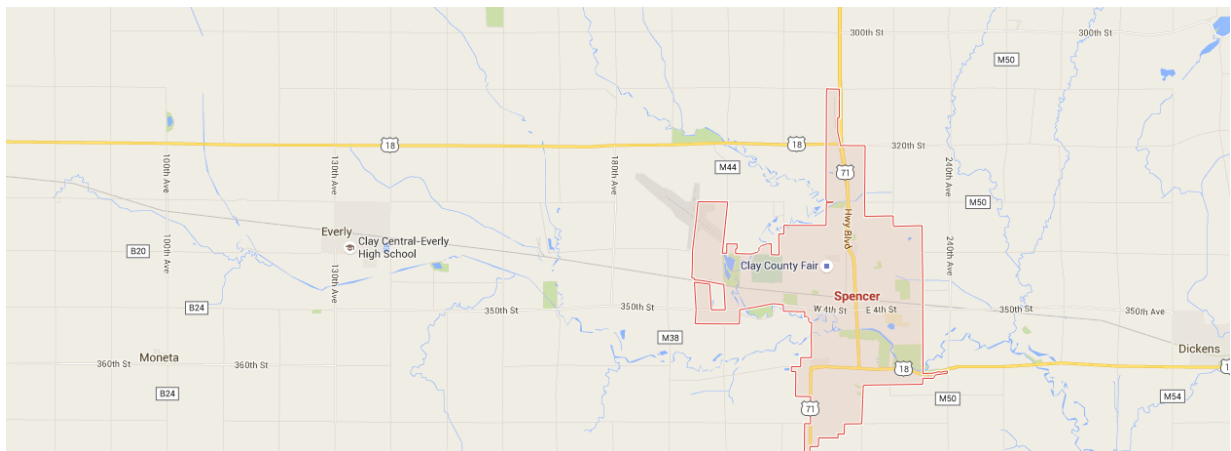 300th St
300th St
M50
18
18
320th St
100th Ave
130th Ave
180th Ave
M44
71
240th Ave
M50
Hwy Blvd
Everly
Clay Central-Everly
High School
B20
100th Ave
130th Ave
240th Ave
Clay County Fair
Spencer
B24
350th St
350th St
W 4th St
E 4th St
350th St
350th Ave
M38
Moneta
360th St
360th St
Dickens
18
B24
71
M50
M54